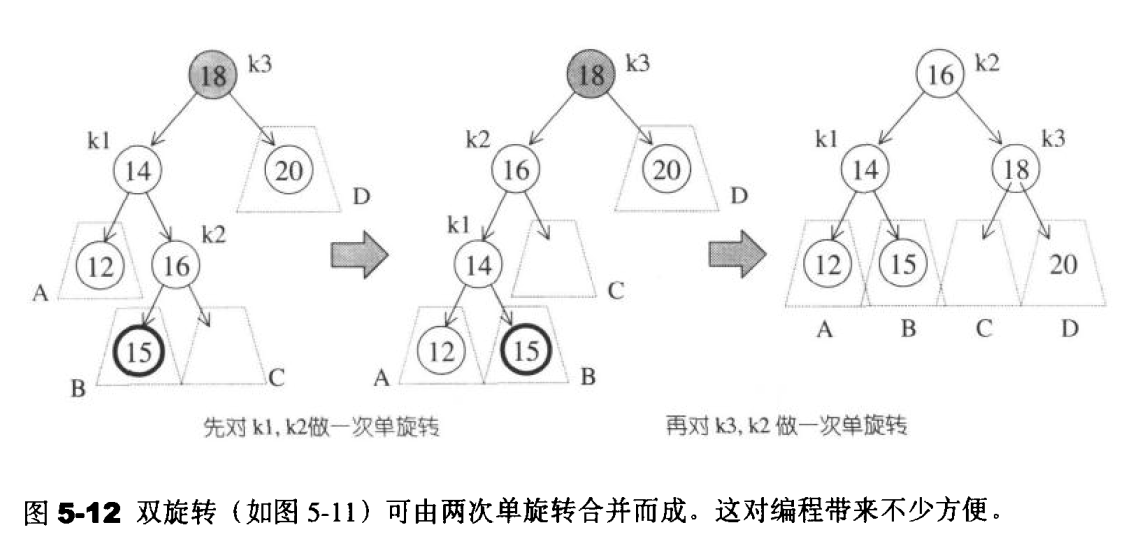 18 k3
k1
14
20
D
k2
12
16
A
15
B
C
18 k3
k2
16
20
D
k1
14
C
12
15
A
B
16 k2
k1
k3
14
18
12
15
20
A B C D
先对 k1, k2做一次单旋转
再对 k3, k2 做一次单旋转
图 5-12 双旋转（如图 5-11）可由两次单旋转合并而成。这对编程带来不少方便。